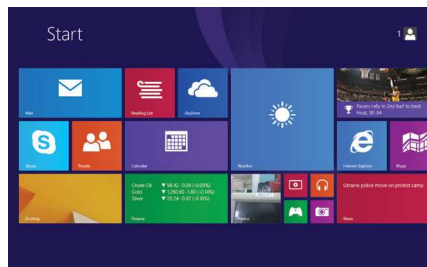 Start
1
Mail
Reading List
SkyDrive
Weather
Pacers rally in 2nd half to beat
Heat, 90-84
Skype
People
Calendar
Internet Explorer
Maps
Desktop
Crude Oil ▼ 98.42 -0.09 (-0.09%)
Gold ▼ 1,260.60 -1.80 (-0.14%)
Silver ▼ 20.24 -0.02 (-0.10%)
Finance
Photos
Ukraine police move on protest camp
News